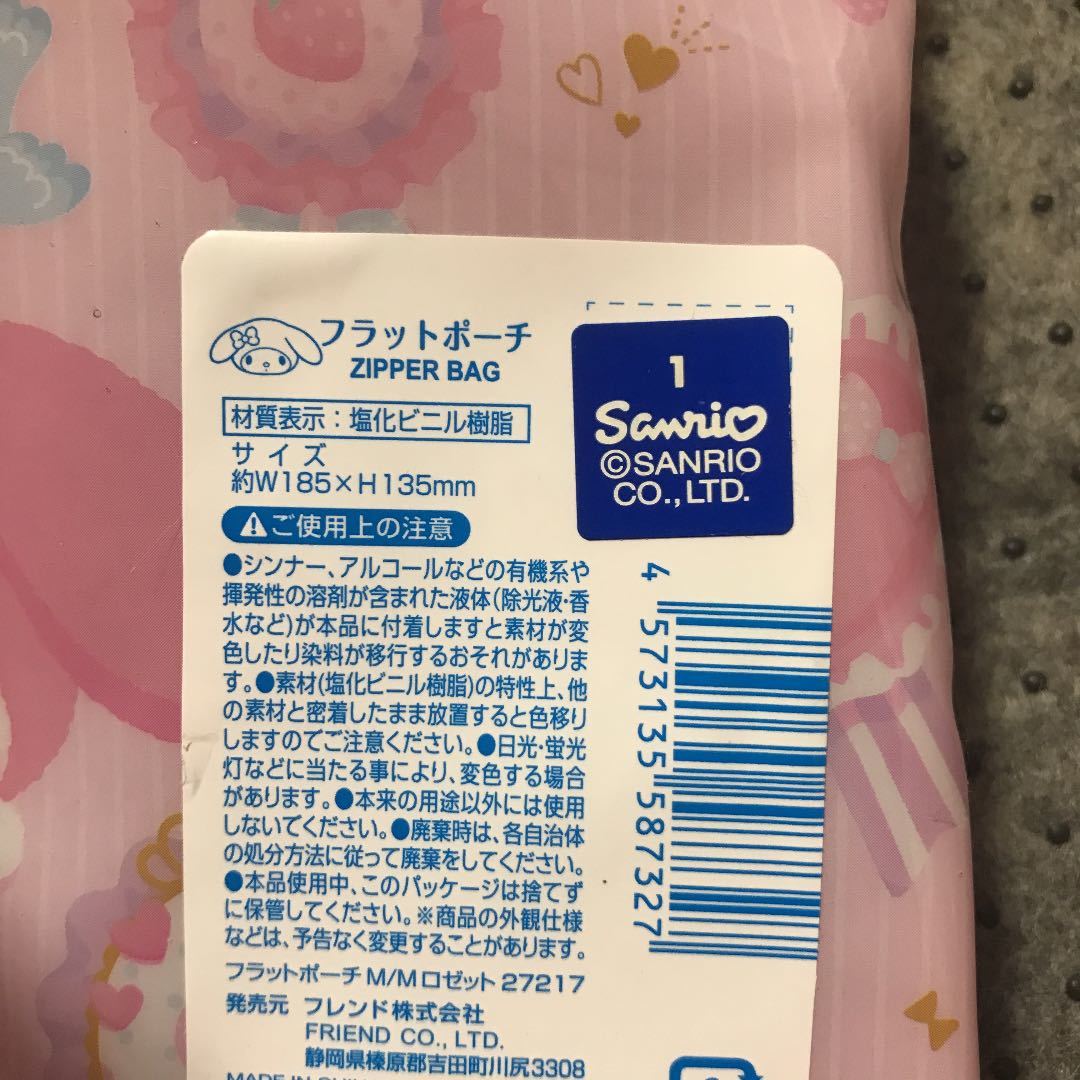 フラットポーチ
ZIPPER BAG
材質表示：塩化ビニル樹脂
サイズ
約W185×H135mm
ご使用上の注意
●シンナー、アルコールなどの有機系や
揮発性の溶剤が含まれた液体(除光液・香
水など)が本品に付着しますと素材が変
色したり染料が移行するおそれがありま
す。●素材(塩化ビニル樹脂)の特性上、他
の素材と密着したまま放置すると色移り
しますのでご注意ください。●日光・蛍光
灯などに当たる事により、変色する場合
があります。●本来の用途以外には使用
しないでください。●廃棄時は、各自治体
の処分方法に従って廃棄をしてください。
●本品使用中、このパッケージは捨てず
に保管してください。※商品の外観仕様
などは、予告なく変更することがあります。
フラットポーチ M/M ロゼット 27217
発売元 フレンド株式会社
FRIEND CO., LTD.
静岡県榛原郡吉田町川尻3308
1
Sanrio
©SANRIO
CO.,LTD.
4 573135 587327